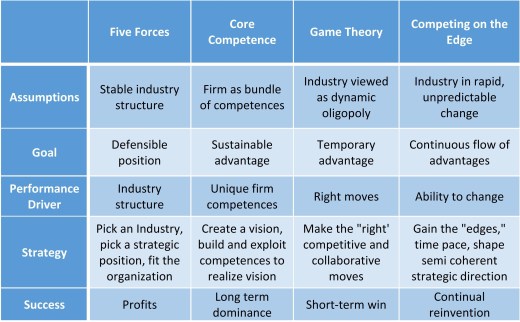 Five Forces
Core
Competence
Game Theory
Competing on the
Edge
Assumptions
Stable industry
structure
Firm as bundle
of competences
Industry viewed
as dynamic
oligopoly
Industry in rapid,
unpredictable
change
Goal
Defensible
position
Sustainable
advantage
Temporary
advantage
Continuous flow of
advantages
Performance
Driver
Industry
structure
Unique firm
competences
Right moves
Ability to change
Strategy
Pick an Industry,
pick a strategic
position, fit the
organization
Create a vision,
build and exploit
competences to
realize vision
Make the "right'
competitive and
collaborative
moves
Gain the "edges,"
time pace, shape
semi coherent
strategic direction
Success
Profits
Long term
dominance
Short-term win
Continual
reinvention